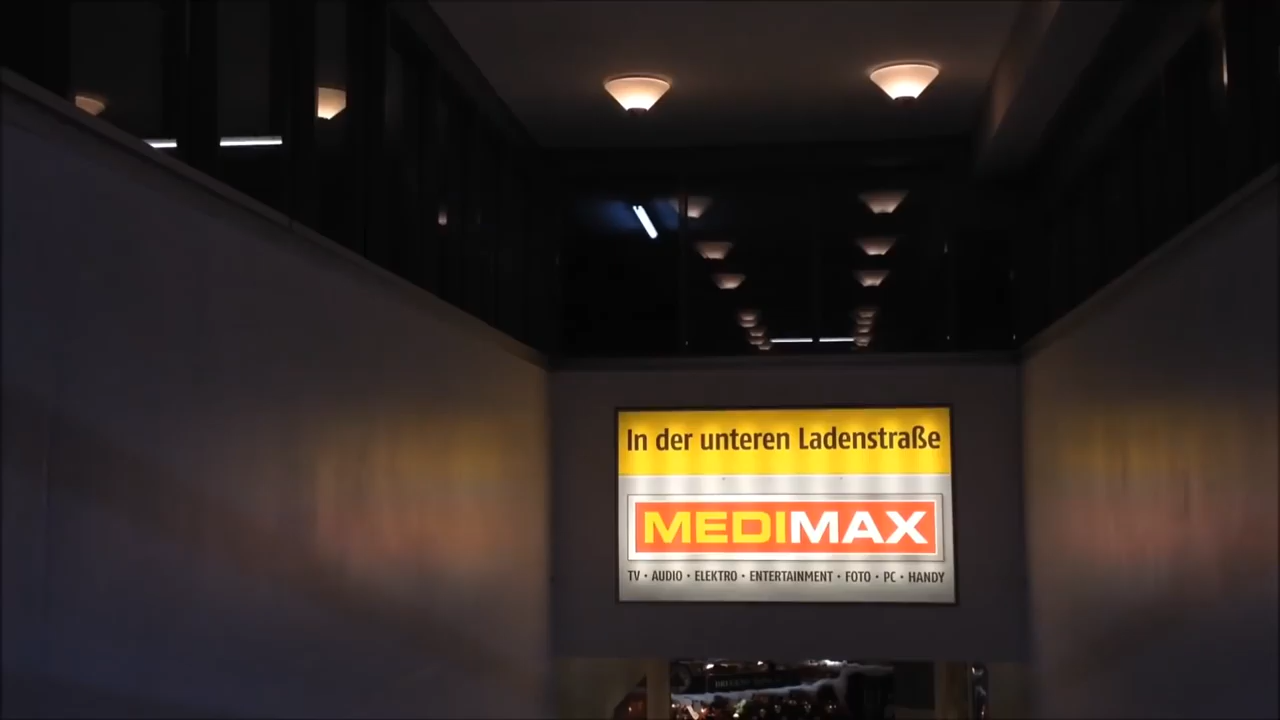 In der unteren Ladenstraße
MEDIMAX
TV • AUDIO • ELEKTRO • ENTERTAINMENT • FOTO • PC • HANDY